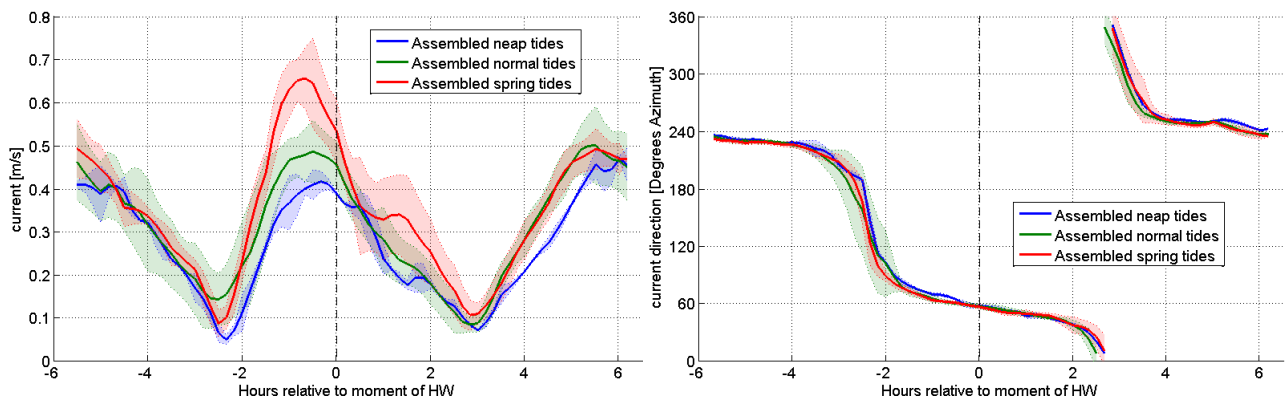 0.8
0.7
0.6
0.5
0.4
0.3
0.2
0.1
0
current [m/s]
Assembled neap tides
Assembled normal tides
Assembled spring tides
-6 -4 -2 0 2 4 6
Hours relative to moment of HW
360
300
240
180
120
60
0
current direction [Degrees Azimuth]
Assembled neap tides
Assembled normal tides
Assembled spring tides
-6 -4 -2 0 2 4 6
Hours relative to moment of HW